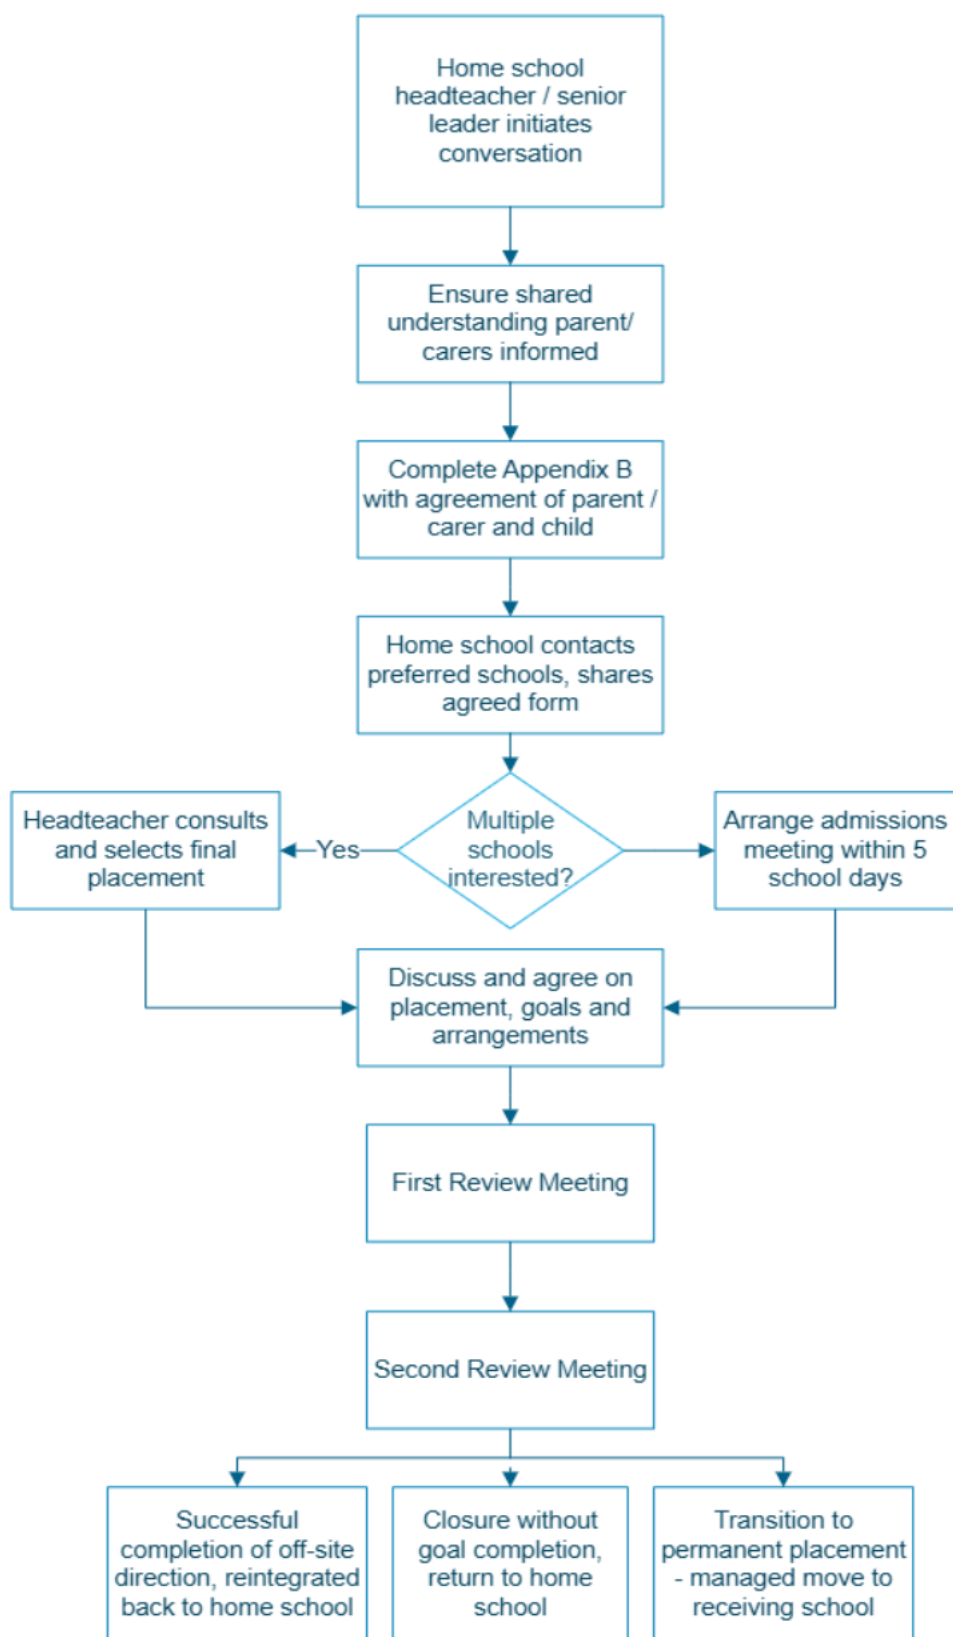 Home school
headteacher / senior
leader initiates
conversation
Ensure shared
understanding parent/
carers informed
Complete Appendix B
with agreement of parent /
carer and child
Home school contacts
preferred schools, shares
agreed form
Multiple
schools
interested?
Yes
Headteacher consults
and selects final
placement
Arrange admissions
meeting within 5
school days
Discuss and agree on
placement, goals and
arrangements
First Review Meeting
Second Review Meeting
Successful
completion of off-site
direction, reintegrated
back to home school
Closure without
goal completion,
return to home
school
Transition to
permanent placement
- managed move to
receiving school